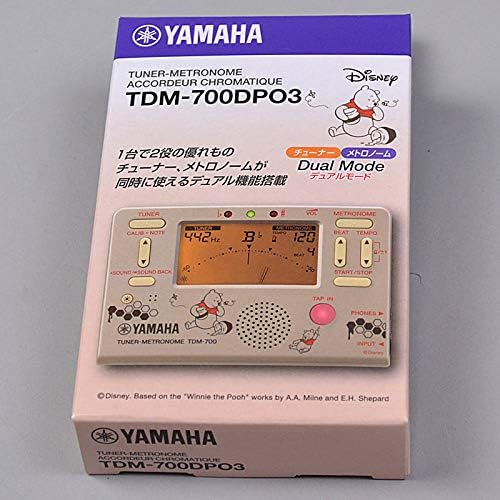 YAMAHA
TUNER-METRONOME
ACCORDEUR CHROMATIQUE
TDM-700DPO3
Disney
1台で2役の優れもの
チューナー、メトロノームが
同時に使えるデュアル機能搭載
チューナー メトロノーム
Dual Mode
デュアルモード
TUNER
CALIB • NOTE
♭ ♯ VOL
METRONOME
BEAT TEMPO
TUNER METRONOME
442Hz B♭ TEMPO 120
BEAT 4
SOUND/SOUND BACK
START/STOP
TAP IN
PHONES
INPUT
YAMAHA
TUNER-METRONOME TDM-700
©Disney
©Disney. Based on the "Winnie the Pooh" works by A.A. Milne and E.H. Shepard
YAMAHA
TUNER-METRONOME
ACCORDEUR CHROMATIQUE
TDM-700DPO3